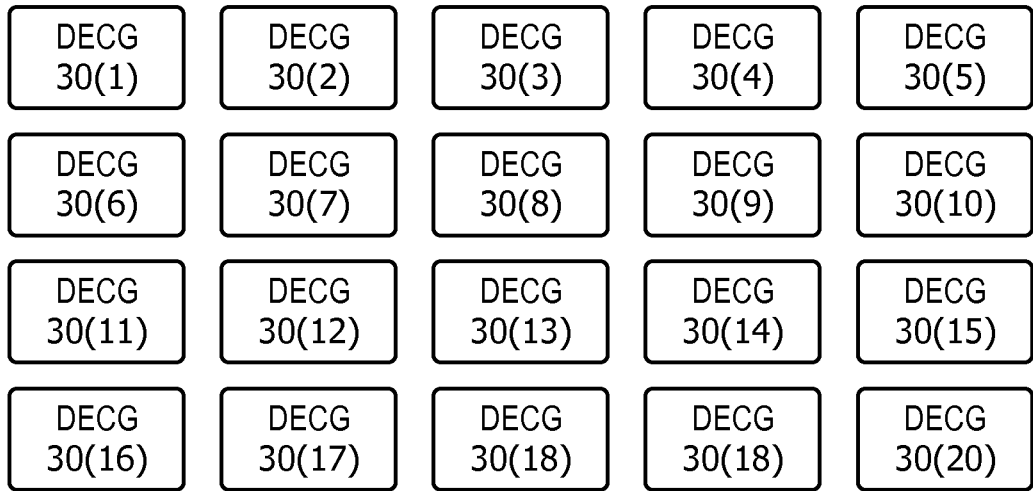 DECG
30(1)
DECG
30(2)
DECG
30(3)
DECG
30(4)
DECG
30(5)
DECG
30(6)
DECG
30(7)
DECG
30(8)
DECG
30(9)
DECG
30(10)
DECG
30(11)
DECG
30(12)
DECG
30(13)
DECG
30(14)
DECG
30(15)
DECG
30(16)
DECG
30(17)
DECG
30(18)
DECG
30(18)
DECG
30(20)